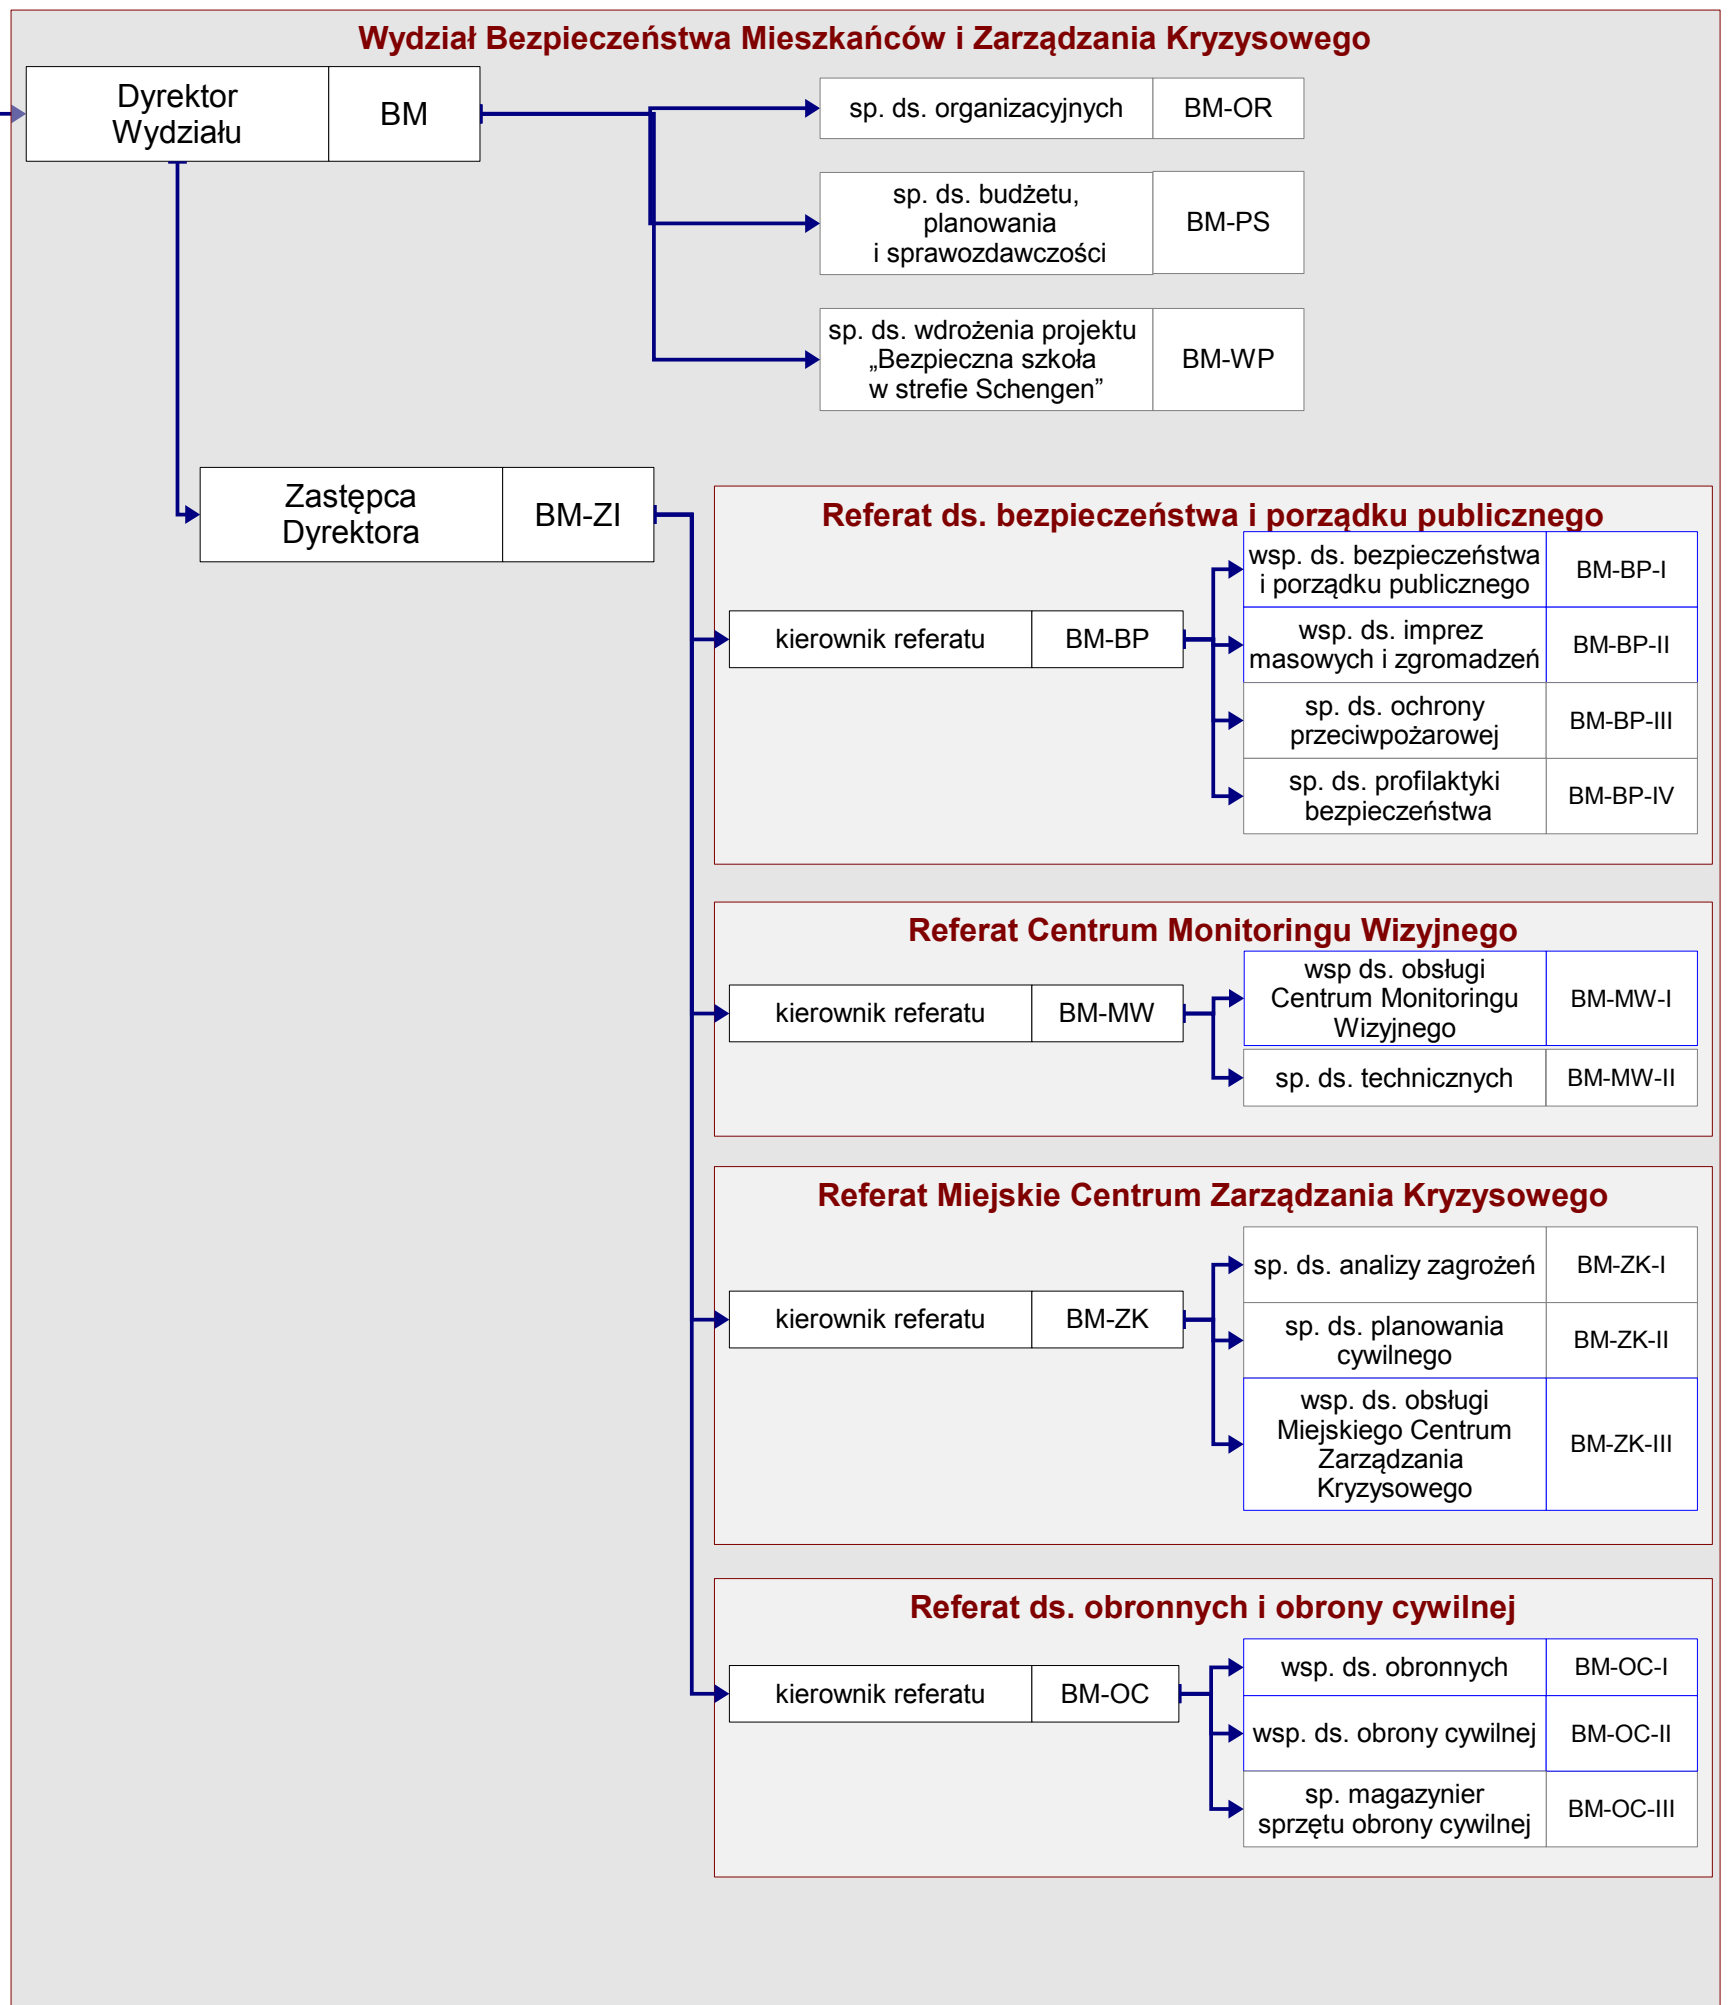 Wydział Bezpieczeństwa Mieszkańców i Zarządzania Kryzysowego
Dyrektor
Wydziału
BM
sp. ds. organizacyjnych
BM-OR
sp. ds. budżetu,
planowania
i sprawozdawczości
BM-PS
sp. ds. wdrożenia projektu
„Bezpieczna szkoła
w strefie Schengen”
BM-WP
Zastępca
Dyrektora
BM-ZI
Referat ds. bezpieczeństwa i porządku publicznego
kierownik referatu
BM-BP
wsp. ds. bezpieczeństwa
i porządku publicznego
BM-BP-I
wsp. ds. imprez
masowych i zgromadzeń
BM-BP-II
sp. ds. ochrony
przeciwpożarowej
BM-BP-III
sp. ds. profilaktyki
bezpieczeństwa
BM-BP-IV
Referat Centrum Monitoringu Wizyjnego
kierownik referatu
BM-MW
wsp ds. obsługi
Centrum Monitoringu
Wizyjnego
BM-MW-I
sp. ds. technicznych
BM-MW-II
Referat Miejskie Centrum Zarządzania Kryzysowego
kierownik referatu
BM-ZK
sp. ds. analizy zagrożeń
BM-ZK-I
sp. ds. planowania
cywilnego
BM-ZK-II
wsp. ds. obsługi
Miejskiego Centrum
Zarządzania
Kryzysowego
BM-ZK-III
Referat ds. obronnych i obrony cywilnej
kierownik referatu
BM-OC
wsp. ds. obronnych
BM-OC-I
wsp. ds. obrony cywilnej
BM-OC-II
sp. magazynier
sprzętu obrony cywilnej
BM-OC-III